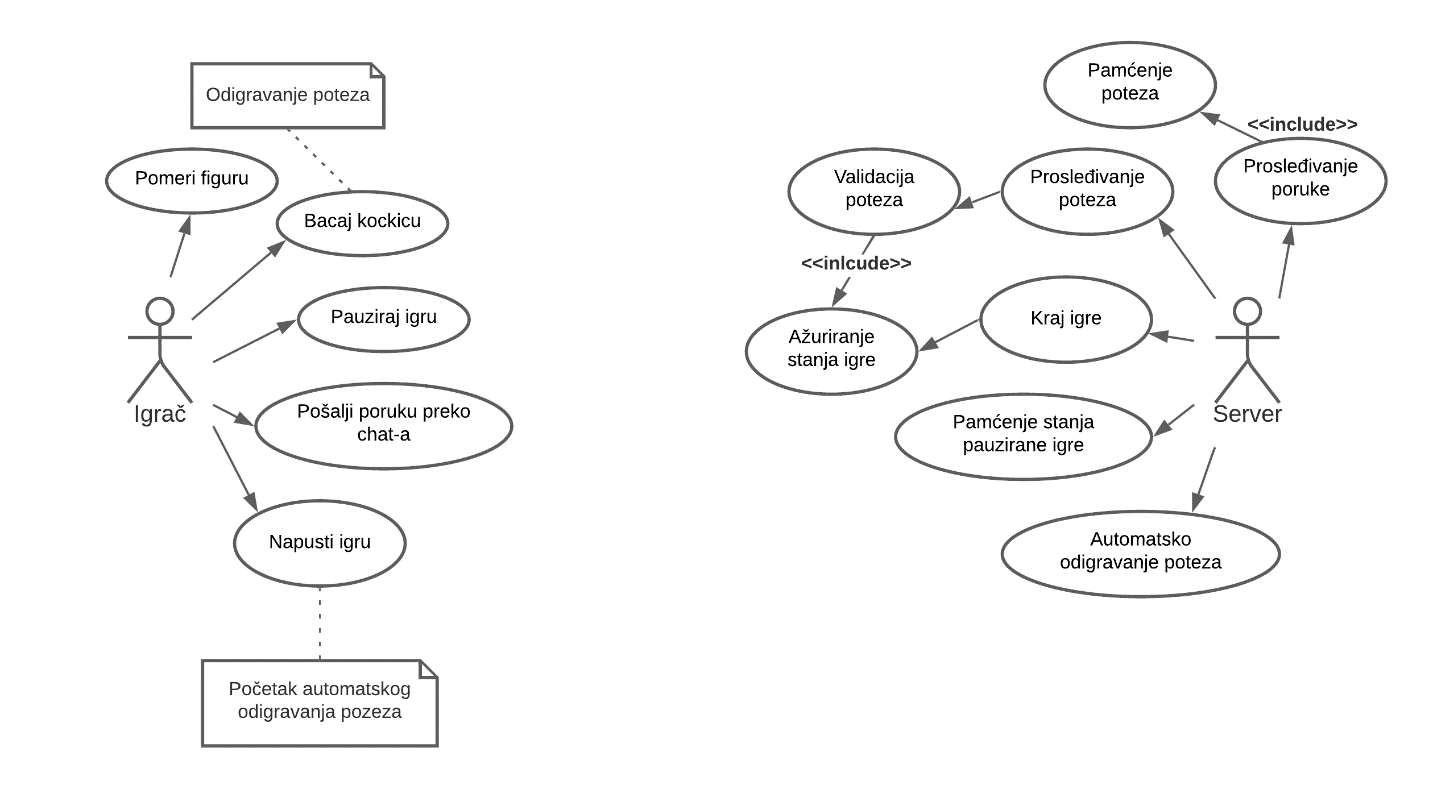 Odigravanje poteza
Pomeri figuru
Bacaj kockicu
Pauziraj igru
Pošalji poruku preko
chat-a
Igrač
Napusti igru
Početak automatskog
odigravanja pozeza
Pamćenje
poteza
<<include>>
Prosleđivanje
poruke
Validacija
poteza
Prosleđivanje
poteza
<<inlcude>>
Ažuriranje
stanja igre
Kraj igre
Server
Pamćenje stanja
pauzirane igre
Automatsko
odigravanje poteza